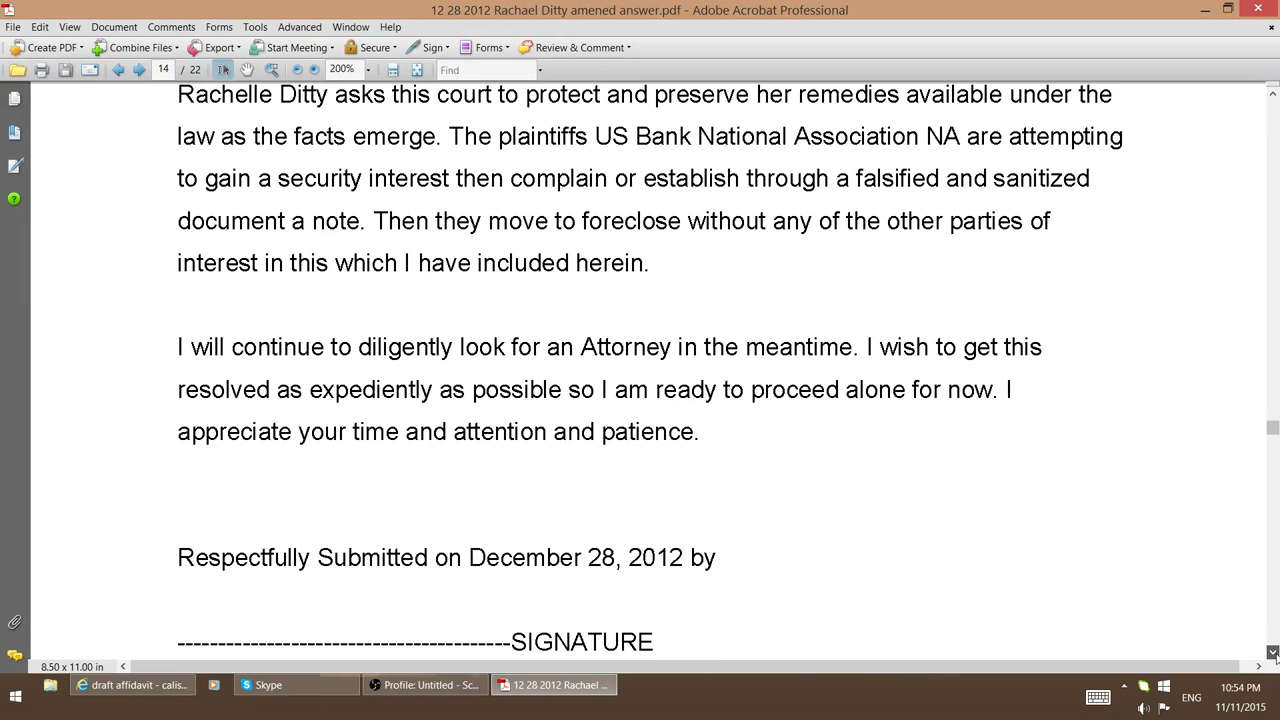 12 28 2012 Rachael Ditty amened answer.pdf - Adobe Acrobat Professional
File Edit View Document Comments Forms Tools Advanced Window Help
Create PDF Combine Files Export Start Meeting Secure Sign Forms Review & Comment
14 / 22 200% Find
Rachelle Ditty asks this court to protect and preserve her remedies available under the
law as the facts emerge. The plaintiffs US Bank National Association NA are attempting
to gain a security interest then complain or establish through a falsified and sanitized
document a note. Then they move to foreclose without any of the other parties of
interest in this which I have included herein.
I will continue to diligently look for an Attorney in the meantime. I wish to get this
resolved as expediently as possible so I am ready to proceed alone for now. I
appreciate your time and attention and patience.
Respectfully Submitted on December 28, 2012 by
-----------------------------------------SIGNATURE
8.50 x 11.00 in
draft affidavit - calis... Skype Profile: Untitled - Sc... 12 28 2012 Rachael ... ENG 10:54 PM
11/11/2015